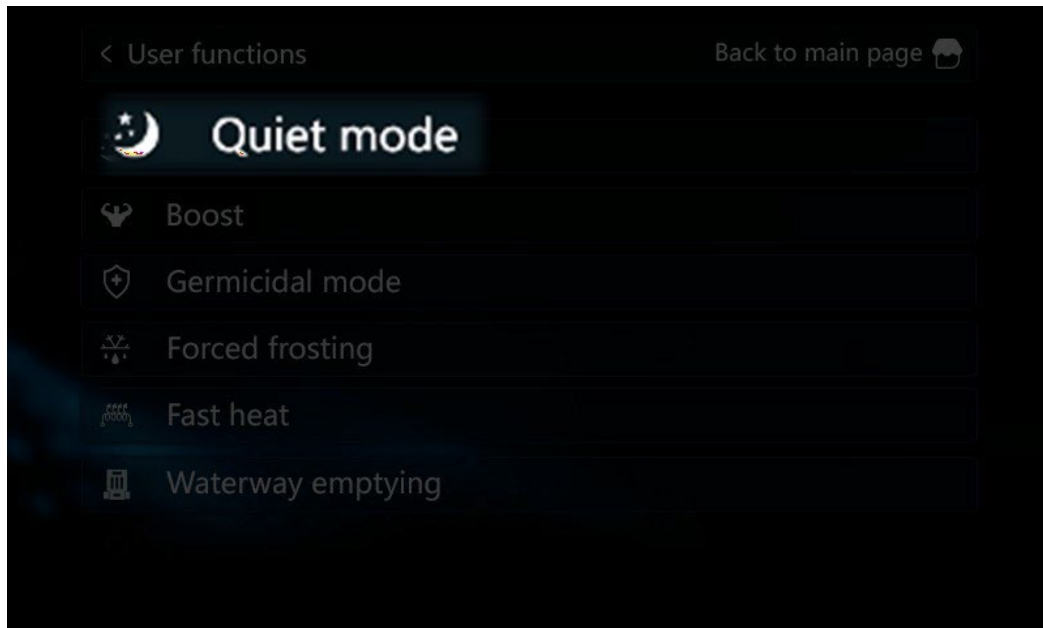 < User functions
Back to main page
Quiet mode
Boost
Germicidal mode
Forced frosting
Fast heat
Waterway emptying